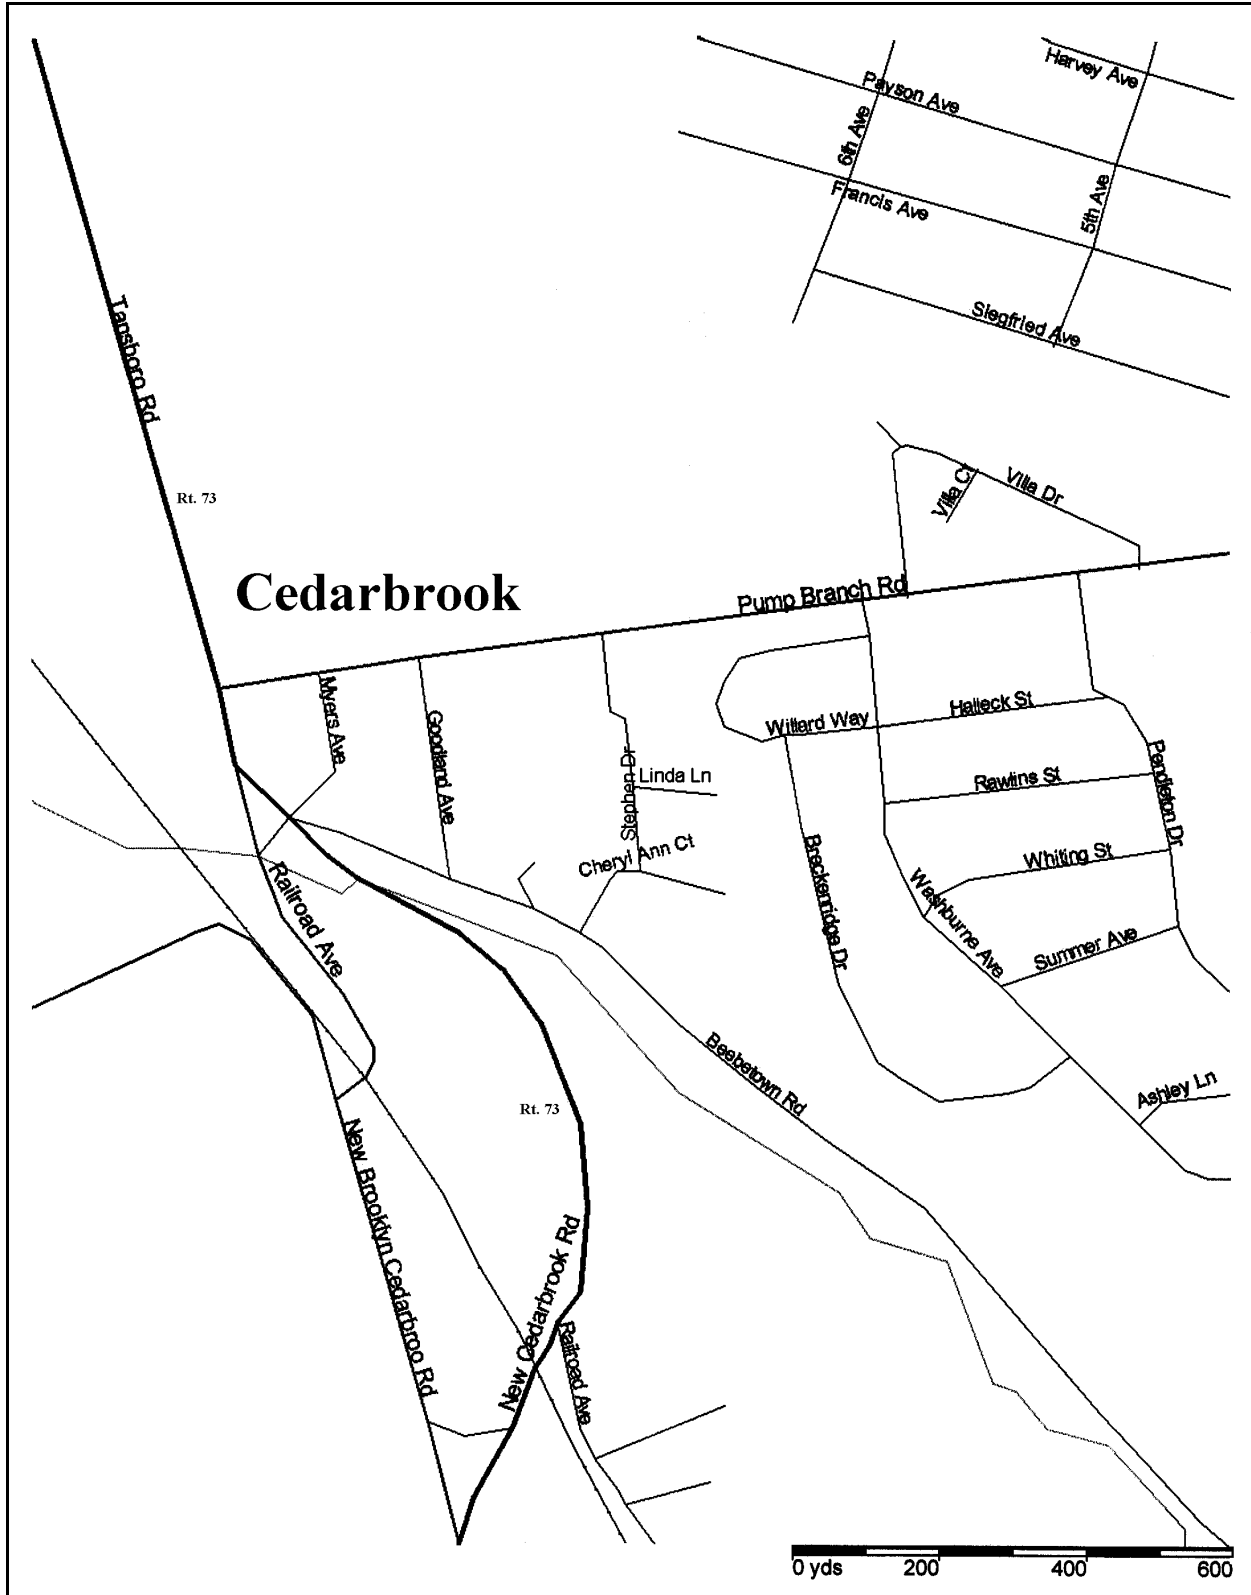 Harvey Ave
Payson Ave
6th Ave
5th Ave
Francis Ave
Siegfried Ave
Tansboro Rd
Rt. 73
Villa Ct
Villa Dr
Cedarbrook
Pump Branch Rd
Myers Ave
Goodland Ave
Stephen Dr
Linda Ln
Cheryl Ann Ct
Willard Way
Halleck St
Rawlins St
Pendleton Dr
Whiting St
Breckenridge Dr
Washburne Ave
Summer Ave
Railroad Ave
Beebetown Rd
Ashley Ln
Rt. 73
New Brooklyn Cedarbroo Rd
New Cedarbrook Rd
Railroad Ave
0 yds 200 400 600